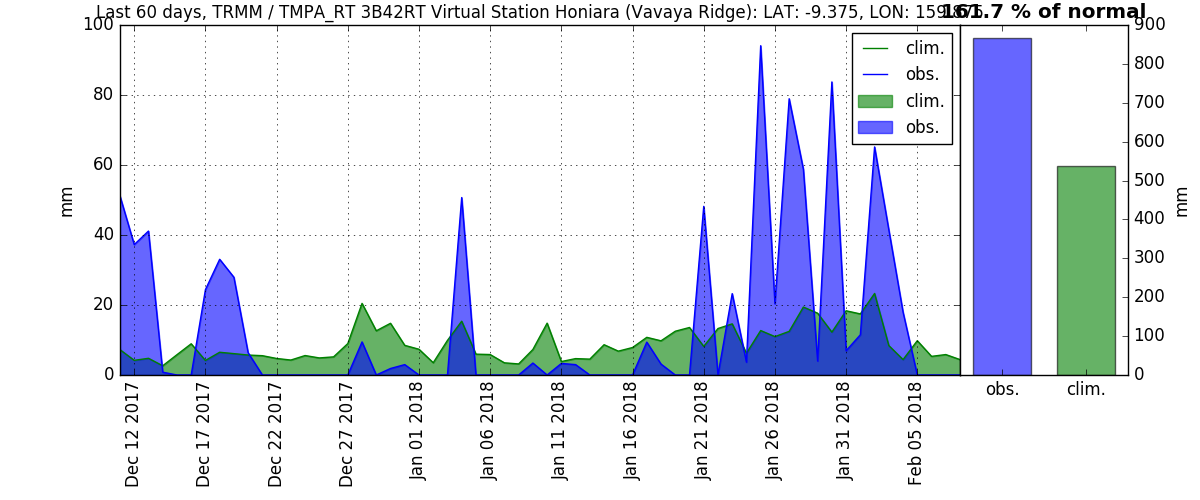 Last 60 days, TRMM / TMPA_RT 3B42RT Virtual Station Honiara (Vavaya Ridge): LAT: -9.375, LON:
161.7 % of normal
100
80
60
40
20
0
mm
clim.
obs.
clim.
obs.
900
800
700
600
500
400
300
200
100
0
mm
obs.
clim.
Dec 12 2017
Dec 17 2017
Dec 22 2017
Dec 27 2017
Jan 01 2018
Jan 06 2018
Jan 11 2018
Jan 16 2018
Jan 21 2018
Jan 26 2018
Jan 31 2018
Feb 05 2018